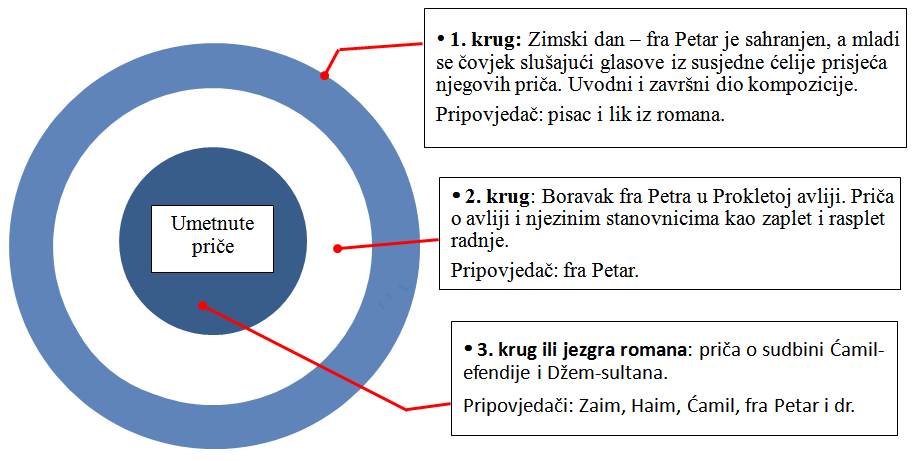 • 1. krug: Zimski dan – fra Petar je sahranjen, a mladi
se čovjek slušajući glasove iz susjedne ćelije prisjeća
njegovih priča. Uvodni i završni dio kompozicije.
Pripovjedač: pisac i lik iz romana.
Umetnute
priče
• 2. krug: Boravak fra Petra u Prokletoj avliji. Priča
o avliji i njezinim stanovnicima kao zaplet i rasplet
radnje.
Pripovjedač: fra Petar.
• 3. krug ili jezgra romana: priča o sudbini Ćamil-
efendije i Džem-sultana.
Pripovjedači: Zaim, Haim, Ćamil, fra Petar i dr.